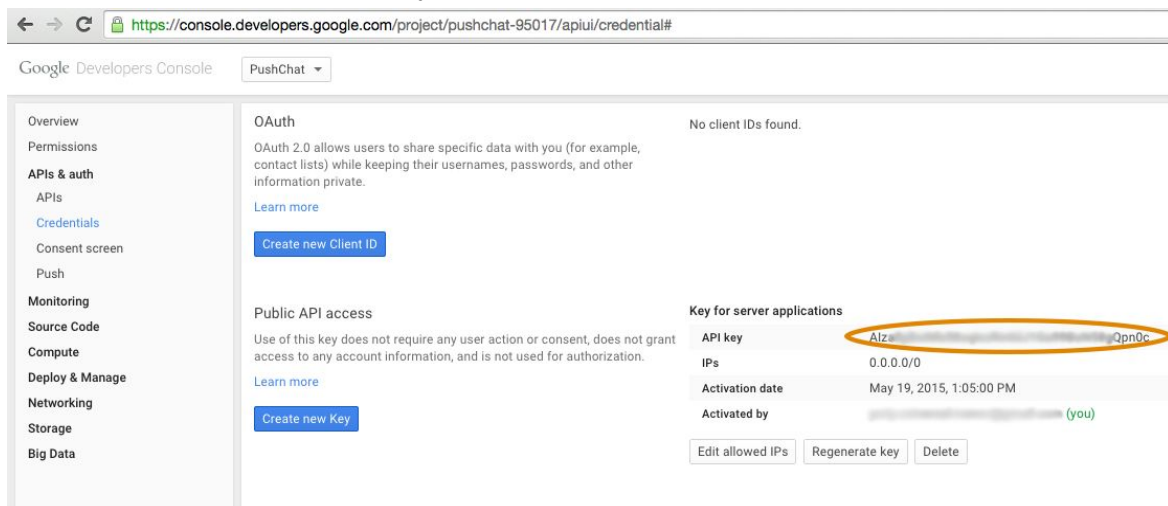 https://console.developers.google.com/project/pushchat-95017/apiui/credential#
Google Developers Console
PushChat
Overview
Permissions
APIs & auth
APIs
Credentials
Consent screen
Push
Monitoring
Source Code
Compute
Deploy & Manage
Networking
Storage
Big Data
OAuth
OAuth 2.0 allows users to share specific data with you (for example,
contact lists) while keeping their usernames, passwords, and other
information private.
Learn more
Create new Client ID
No client IDs found.
Public API access
Use of this key does not require any user action or consent, does not grant
access to any account information, and is not used for authorization.
Learn more
Create new Key
Key for server applications
API key
IPs 0.0.0.0/0
Activation date May 19, 2015, 1:05:00 PM
Activated by (you)
Edit allowed IPs Regenerate key Delete